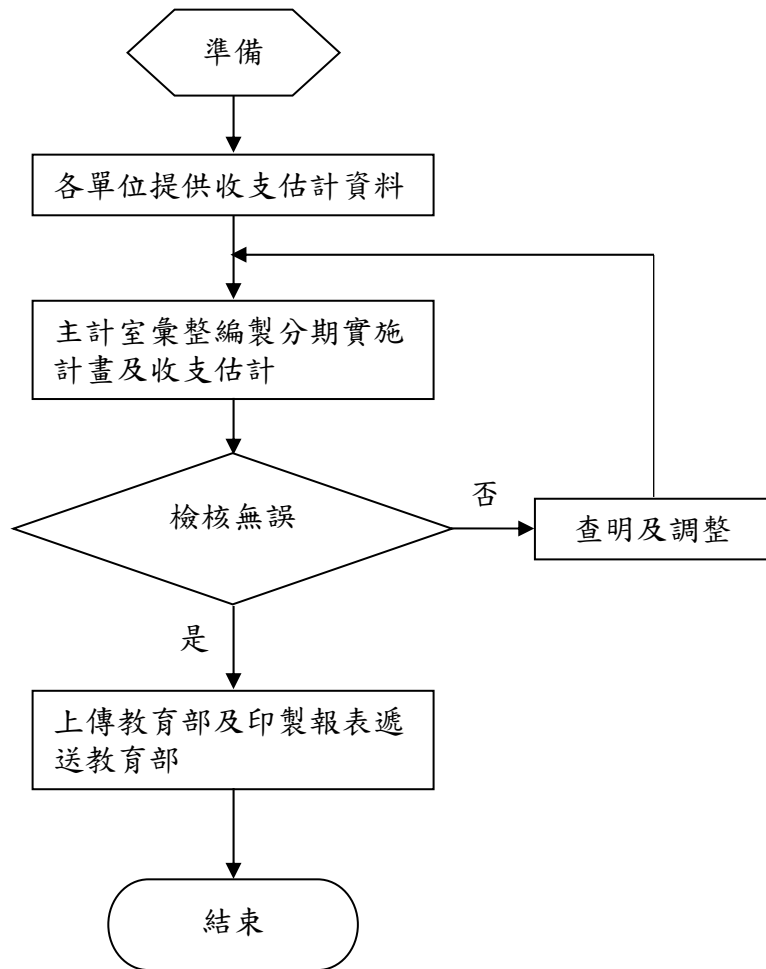 準備
各單位提供收支估計資料
主計室彙整編製分期實施
計畫及收支估計
檢核無誤
否
查明及調整
是
上傳教育部及印製報表遞
送教育部
結束